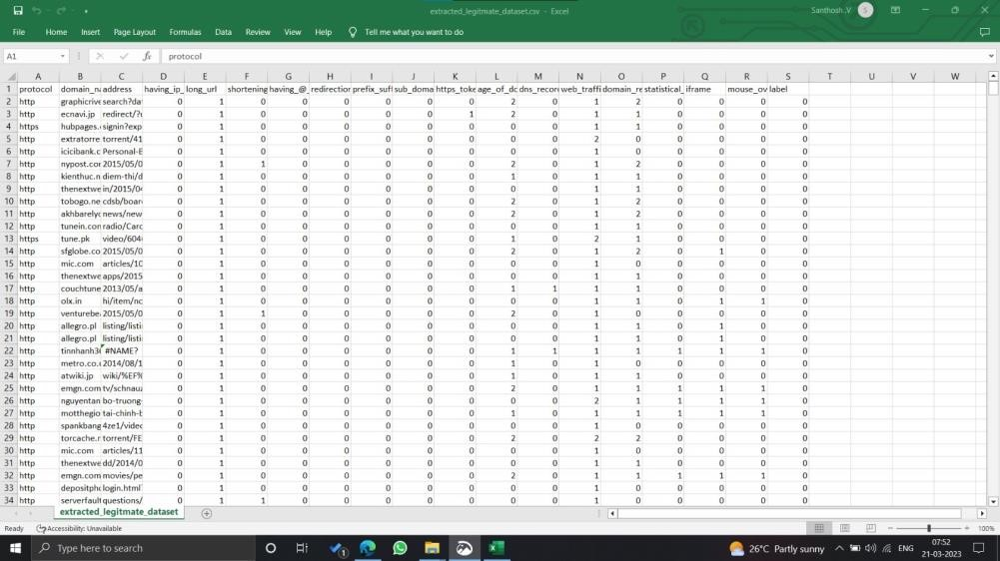 extracted_legitmate_dataset.csv - Excel Santhosh .V S
File Home Insert Page Layout Formulas Data Review View Help Tell me what you want to do
A1 fx protocol
A B C D E F G H I J K L M N O P Q R S T U V W
1 protocol domain_na address having_ip_ long_url shortening having_@_ redirection prefix_suff sub_domai https_toke age_of_dc dns_recorc web_traffi domain_re statistical_ iframe mouse_ov label
2 http graphicrive search?dat 0 1 0 0 0 0 0 0 2 0 1 2 0 0 0 0
3 http ecnavi.jp redirect/?u 0 1 0 0 0 0 0 1 2 0 1 1 0 0 0 0
4 https hubpages. signin?exp 0 1 0 0 0 0 0 0 0 0 1 1 0 0 0 0
5 http extratorre torrent/41 0 1 0 0 0 0 0 0 0 0 2 0 0 0 0 0
6 http icicibank.c Personal-E 0 1 0 0 0 0 0 0 0 0 1 0 0 0 0 0
7 http nypost.cor 2015/05/0 0 1 1 0 0 0 0 0 2 0 1 2 0 0 0 0
8 http kienthuc.n diem-thi/d 0 1 0 0 0 0 0 0 1 0 1 1 0 0 0 0
9 http thenextwe in/2015/04 0 1 0 0 0 0 0 0 0 0 1 1 0 0 0 0
10 http tobogo.ne cdsb/boar 0 1 0 0 0 0 0 0 2 0 1 2 0 0 0 0
11 http akhbarelyc news/new 0 1 0 0 0 0 0 0 2 0 1 2 0 0 0 0
12 http tunein.con radio/Carc 0 1 0 0 0 0 0 0 0 0 1 1 0 0 0 0
13 https tune.pk video/604 0 1 0 0 0 0 0 0 1 0 2 1 0 0 0 0
14 http sfglobe.co 2015/05/0 0 1 0 0 0 0 0 0 2 0 1 2 0 1 0 0
15 http mic.com articles/10 0 1 0 0 0 0 0 0 0 0 1 0 0 0 0 0
16 http thenextwe apps/2015 0 1 0 0 0 0 0 0 0 0 1 1 0 0 0 0
17 http couchtune 2013/05/a 0 1 0 0 0 0 0 0 1 1 1 1 0 0 0 0
18 http olx.in hi/item/nc 0 1 0 0 0 0 0 0 0 0 1 1 0 1 1 0
19 http venturebe 2015/05/0 0 1 1 0 0 0 0 0 2 0 1 0 0 0 0 0
20 http allegro.pl listing/listi 0 1 0 0 0 0 0 0 0 0 1 1 0 1 0 0
21 http allegro.pl listing/listi 0 1 0 0 0 0 0 0 0 0 1 1 0 1 0 0
22 http tinnhanh3 #NAME? 0 1 0 0 0 0 0 0 1 1 1 1 1 1 1 0
23 http metro.co.u 2014/08/1 0 1 0 0 0 0 0 0 1 0 1 0 0 0 0 0
24 http atwiki.jp wiki/%EF% 0 1 0 0 0 0 0 0 1 0 1 1 0 0 0 0
25 http emgn.com tv/schnauz 0 1 0 0 0 0 0 0 2 0 1 1 1 1 1 0
26 http nguyentan bo-truong- 0 1 0 0 0 0 0 0 0 0 2 1 1 1 1 0
27 http motthegio tai-chinh-b 0 1 0 0 0 0 0 0 1 0 1 1 1 1 1 0
28 http spankbang 4ze1/videc 0 1 0 0 0 0 0 0 0 0 1 1 0 0 0 0
29 http torcache.r torrent/FE 0 1 0 0 0 0 0 0 2 0 2 2 0 0 0 0
30 http mic.com articles/11 0 1 0 0 0 0 0 0 0 0 1 0 0 0 0 0
31 http thenextwe dd/2014/0 0 1 0 0 0 0 0 0 0 0 1 1 0 0 0 0
32 http emgn.com movies/pe 0 1 0 0 0 0 0 0 2 0 1 1 1 1 1 0
33 http depositpho login.html 0 1 0 0 0 0 0 0 0 0 1 0 0 0 0 0
34 http serverfault questions/ 0 1 1 0 0 0 0 0 0 0 1 1 0 0 0 0
extracted_legitmate_dataset
Ready Accessibility: Unavailable 100%
Type here to search 1 26°C Partly sunny ENG 07:52
21-03-2023